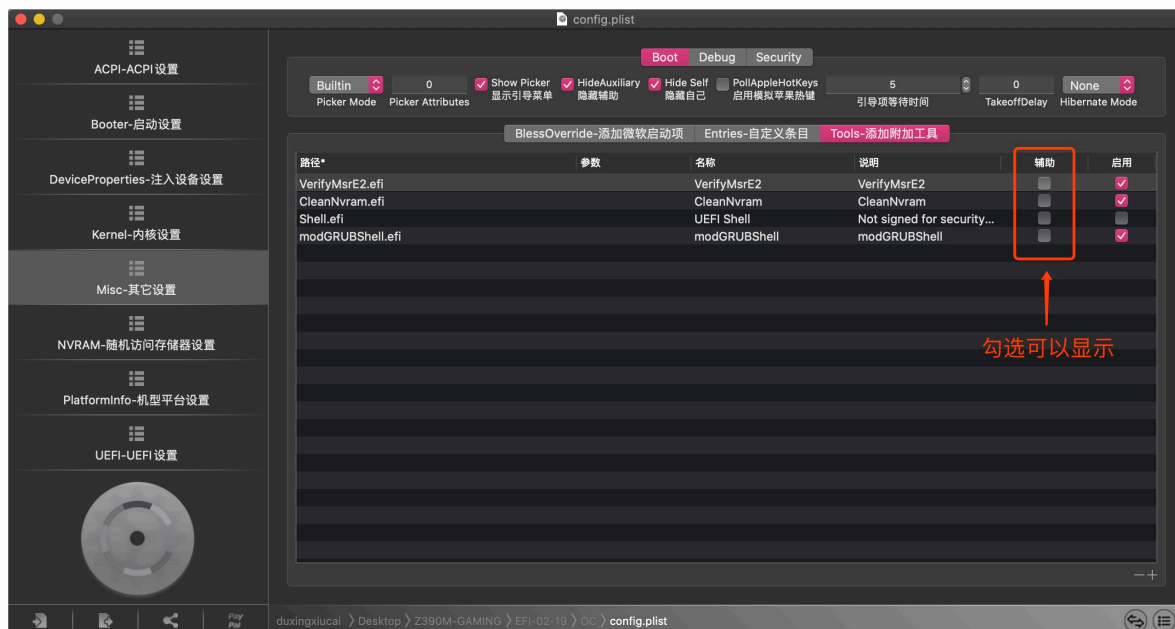 config.plist
ACPI-ACPI设置
Booter-启动设置
DeviceProperties-注入设备设置
Kernel-内核设置
Misc-其它设置
NVRAM-随机访问存储器设置
PlatformInfo-机型平台设置
UEFI-UEFI设置
PayPal
Boot Debug Security
Builtin 0 Show Picker HideAuxiliary Hide Self PollAppleHotKeys 5 0 None
显示引导菜单 隐藏辅助 隐藏自己 启用模拟苹果热键
Picker Mode Picker Attributes 引导项等待时间 TakeoffDelay Hibernate Mode
BlessOverride-添加微软启动项 Entries-自定义条目 Tools-添加附加工具
路径* 参数 名称 说明 辅助 启用
VerifyMsrE2.efi VerifyMsrE2 VerifyMsrE2
CleanNvram.efi CleanNvram CleanNvram
Shell.efi UEFI Shell Not signed for security...
modGRUBShell.efi modGRUBShell modGRUBShell
勾选可以显示
duxingxiucai 〉Desktop 〉Z390M-GAMING 〉EFI-02-19 〉OC 〉config.plist